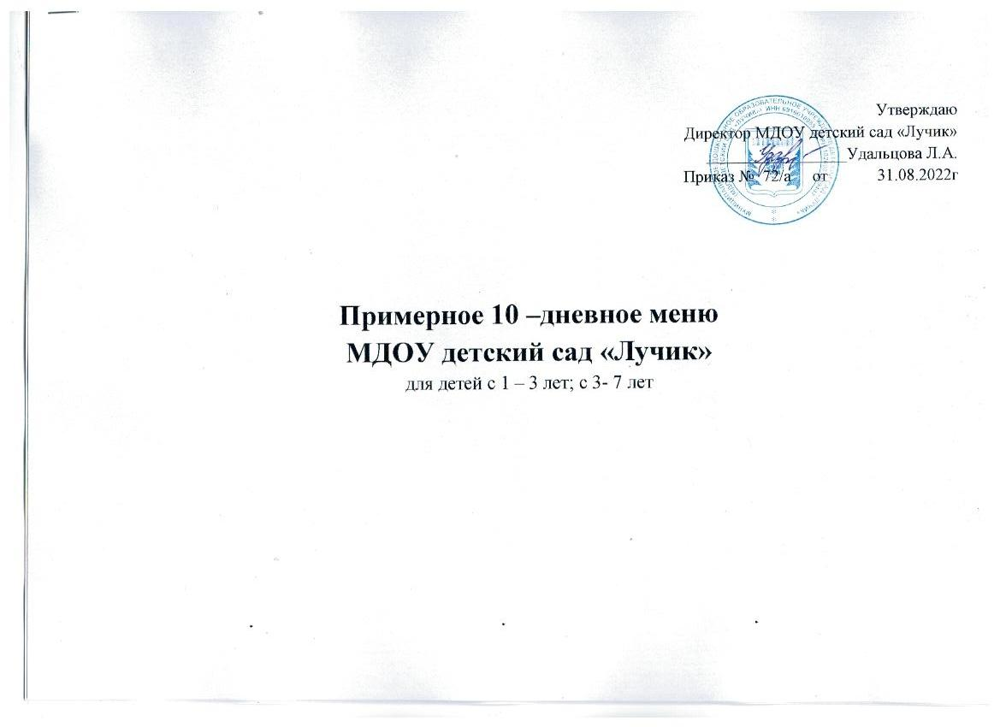 Утверждаю
Директор МДОУ детский сад «Лучик»
Удальцова Л.А.
Приказ № 72/а от 31.08.2022г
Примерное 10 –дневное меню
МДОУ детский сад «Лучик»
для детей с 1 – 3 лет; с 3- 7 лет